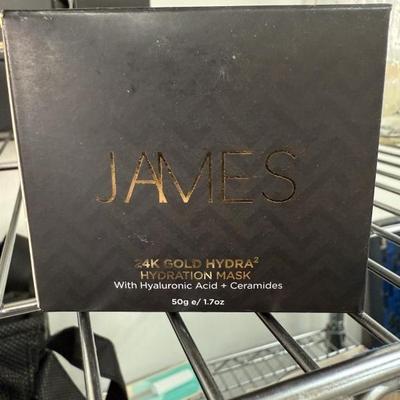 JAMES
24K GOLD HYDRA²
HYDRATION MASK
With Hyaluronic Acid + Ceramides
50g e/ 1.7oz